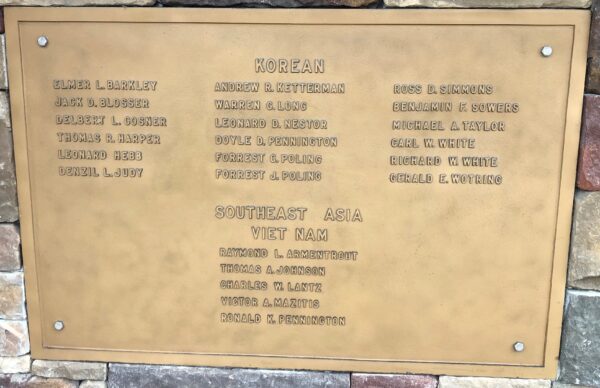 KOREAN
ELMER L. BARKLEY
JACK D. BLOSSER
DELBERT L. COSNER
THOMAS R. HARPER
LEONARD HEBB
DENZIL L. JUDY
ANDREW R. KETTERMAN
WARREN C. LONG
LEONARD D. NESTOR
DOYLE D. PENNINGTON
FORREST C. POLING
FORREST J. POLING
ROSS D. SIMMONS
BENJAMIN F. SOWERS
MICHAEL A. TAYLOR
CARL W. WHITE
RICHARD W. WHITE
GERALD E. WOTRING
SOUTHEAST ASIA
VIET NAM
RAYMOND L. ARMENTROUT
THOMAS A. JOHNSON
CHARLES W. LANTZ
VICTOR A. MAZITIS
RONALD K. PENNINGTON